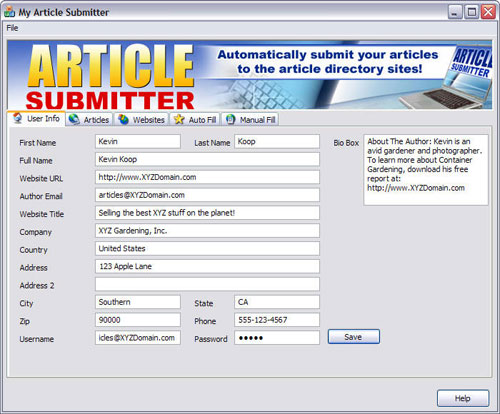 My Article Submitter
File
ARTICLE
SUBMITTER
Automatically submit your articles
to the article directory sites!
ARTICLE
SUBMITTER
User Info Articles Websites Auto Fill Manual Fill
First Name Kevin Last Name Koop
Full Name Kevin Koop
Website URL http://www.XYZDomain.com
Author Email articles@XYZDomain.com
Website Title Selling the best XYZ stuff on the planet!
Company XYZ Gardening, Inc.
Country United States
Address 123 Apple Lane
Address 2
City Southern State CA
Zip 90000 Phone 555-123-4567
Username icles@XYZDomain.com Password •••••
Bio Box
About The Author: Kevin is an
avid gardener and photographer.
To learn more about Container
Gardening, download his free
report at:
http://www.XYZDomain.com
Save
Help